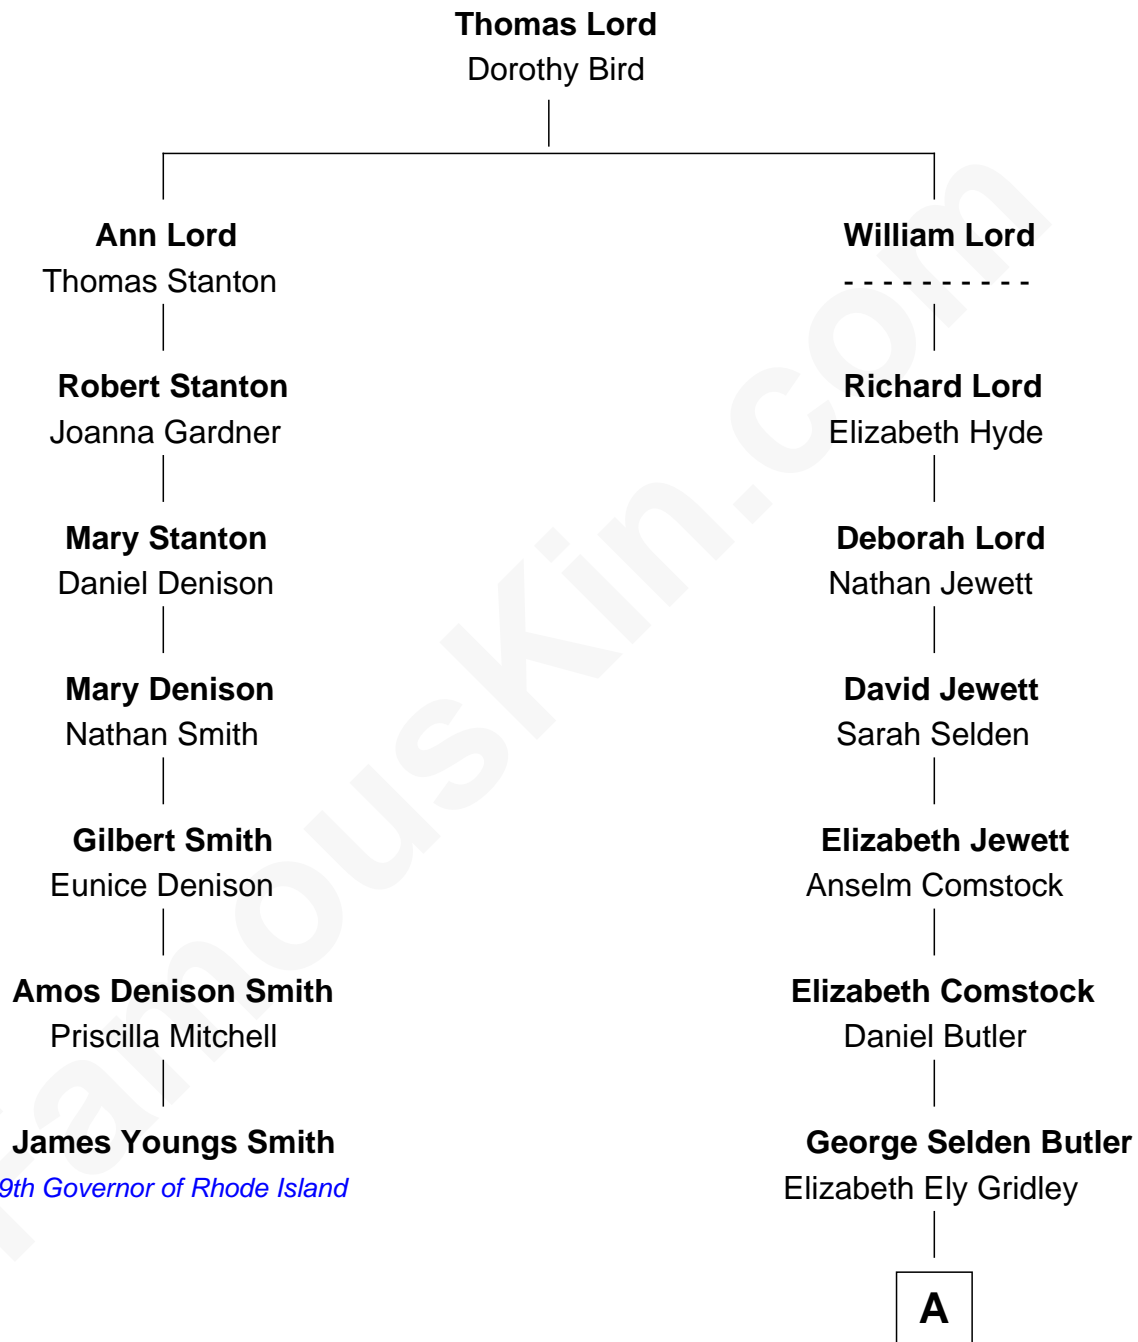 Thomas Lord
Dorothy Bird
Ann Lord
Thomas Stanton
William Lord
- - - - - - - - - -
Robert Stanton
Joanna Gardner
Richard Lord
Elizabeth Hyde
Mary Stanton
Daniel Denison
Deborah Lord
Nathan Jewett
Mary Denison
Nathan Smith
David Jewett
Sarah Selden
Gilbert Smith
Eunice Denison
Elizabeth Jewett
Anselm Comstock
Amos Denison Smith
Priscilla Mitchell
Elizabeth Comstock
Daniel Butler
James Youngs Smith
9th Governor of Rhode Island
George Selden Butler
Elizabeth Ely Gridley
A
FamousKin.com